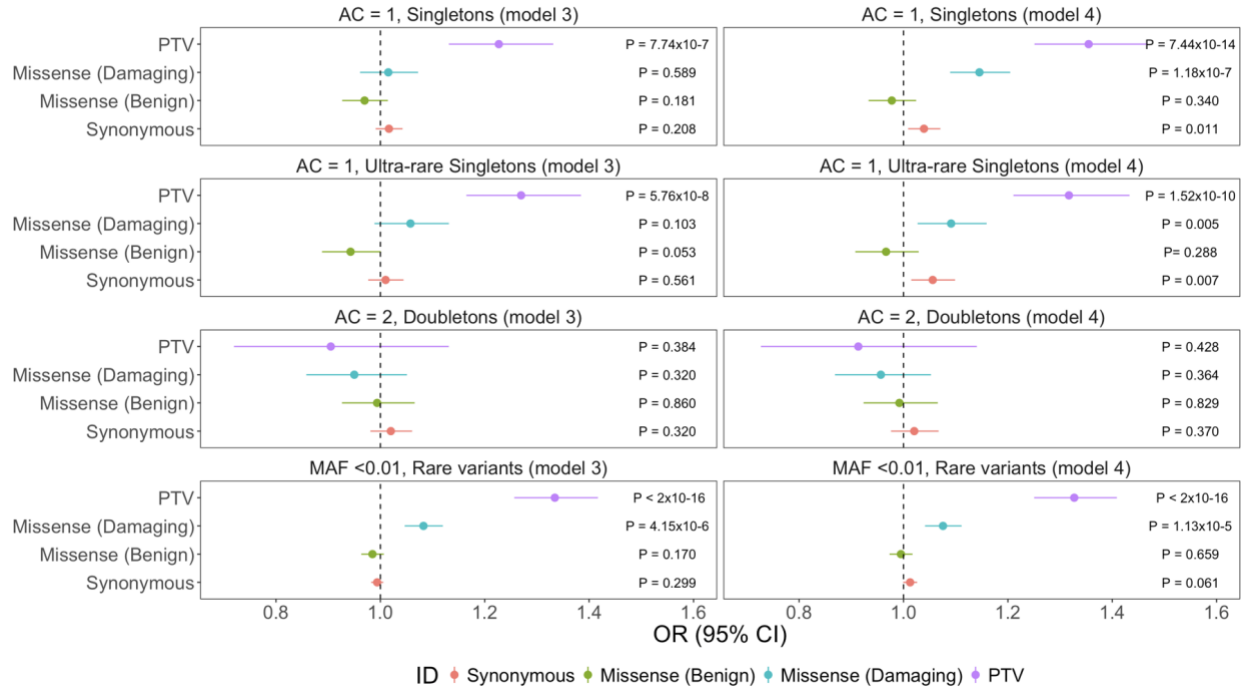 AC = 1, Singletons (model 3)
AC = 1, Singletons (model 4)
PTV
P = 7.74x10-7
P = 7.44x10-14
Missense (Damaging)
P = 0.589
P = 1.18x10-7
Missense (Benign)
P = 0.181
P = 0.340
Synonymous
P = 0.208
P = 0.011
AC = 1, Ultra-rare Singletons (model 3)
AC = 1, Ultra-rare Singletons (model 4)
PTV
P = 5.76x10-8
P = 1.52x10-10
Missense (Damaging)
P = 0.103
P = 0.005
Missense (Benign)
P = 0.053
P= 0.288
Synonymous
P = 0.561
P = 0.007
AC = 2, Doubletons (model 3)
AC = 2, Doubletons (model 4)
PTV
P = 0.384
P = 0.428
Missense (Damaging)
P = 0.320
P = 0.364
Missense (Benign)
P = 0.860
P = 0.829
Synonymous
P = 0.320
P = 0.370
MAF <0.01, Rare variants (model 3)
MAF <0.01, Rare variants (model 4)
PTV
P < 2x10-16
P <2x10-16
Missense (Damaging)
P = 4.15x10-6
P = 1.13x10-5
Missense (Benign)
P = 0.170
P = 0.659
Synonymous
P = 0.299
P = 0.061
0.8 1.0 1.2 1.4 1.6
0.8 1.0 1.2 1.4 1.6
OR (95% CI)
ID Synonymous Missense (Benign) Missense (Damaging) PTV